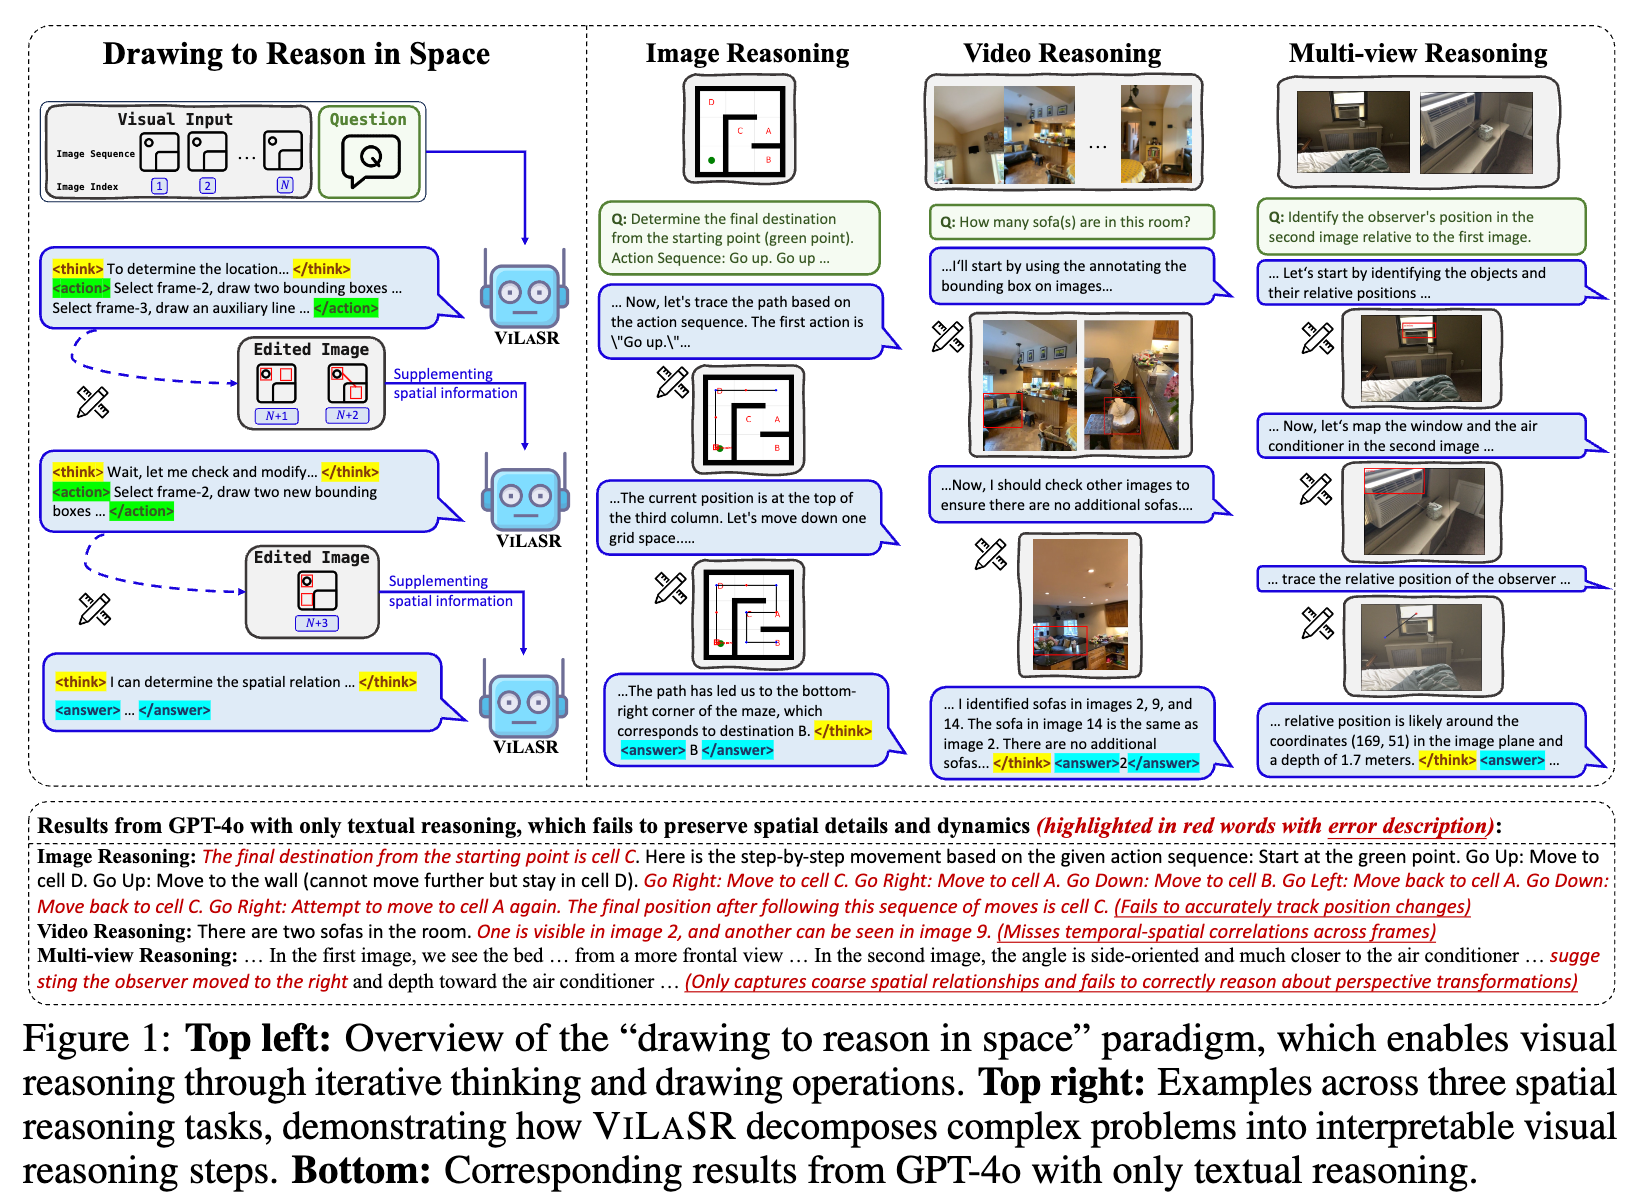 Drawing to Reason in Space
Visual Input
Image Sequence
...
Image Index
1
2
N
Question
Q
<think> To determine the location... </think>
<action> Select frame-2, draw two bounding boxes ...
Select frame-3, draw an auxiliary line ... </action>
VILASR
Edited Image
N+1
N+2
Supplementing
spatial information
<think> Wait, let me check and modify... </think>
<action> Select frame-2, draw two new bounding
boxes ... </action>
VILASR
Edited Image
N+3
Supplementing
spatial information
<think> I can determine the spatial relation ... </think>
<answer> ... </answer>
VILASR
Image Reasoning
D
C
A
B
Q: Determine the final destination
from the starting point (green point).
Action Sequence: Go up. Go up ...
... Now, let's trace the path based on
the action sequence. The first action is
\"Go up.\"...
D
C
A
B
...The current position is at the top of
the third column. Let's move down one
grid space.....
D
C
A
B
...The path has led us to the bottom-
right corner of the maze, which
corresponds to destination B. </think>
<answer> B </answer>
Video Reasoning
...
Q: How many sofa(s) are in this room?
...I'll start by using the annotating the
bounding box on images...
...Now, I should check other images to
ensure there are no additional sofas....
... I identified sofas in images 2, 9, and
14. The sofa in image 14 is the same as
image 2. There are no additional
sofas... </think> <answer>2</answer>
Multi-view Reasoning
Q: Identify the observer's position in the
second image relative to the first image.
... Let's start by identifying the objects and
their relative positions ...
... Now, let's map the window and the air
conditioner in the second image ...
... trace the relative position of the observer ...
... relative position is likely around the
coordinates (169, 51) in the image plane and
a depth of 1.7 meters. </think> <answer> ...
Results from GPT-4o with only textual reasoning, which fails to preserve spatial details and dynamics (highlighted in red words with error description):
Image Reasoning: The final destination from the starting point is cell C. Here is the step-by-step movement based on the given action sequence: Start at the green point. Go Up: Move to
cell D. Go Up: Move to the wall (cannot move further but stay in cell D). Go Right: Move to cell C. Go Right: Move to cell A. Go Down: Move to cell B. Go Left: Move back to cell A. Go Down:
Move back to cell C. Go Right: Attempt to move to cell A again. The final position after following this sequence of moves is cell C. (Fails to accurately track position changes)
Video Reasoning: There are two sofas in the room. One is visible in image 2, and another can be seen in image 9. (Misses temporal-spatial correlations across frames)
Multi-view Reasoning: ... In the first image, we see the bed ... from a more frontal view ... In the second image, the angle is side-oriented and much closer to the air conditioner ... sugge
sting the observer moved to the right and depth toward the air conditioner ... (Only captures coarse spatial relationships and fails to correctly reason about perspective transformations)
Figure 1: Top left: Overview of the “drawing to reason in space” paradigm, which enables visual
reasoning through iterative thinking and drawing operations. Top right: Examples across three spatial
reasoning tasks, demonstrating how VILASR decomposes complex problems into interpretable visual
reasoning steps. Bottom: Corresponding results from GPT-4o with only textual reasoning.